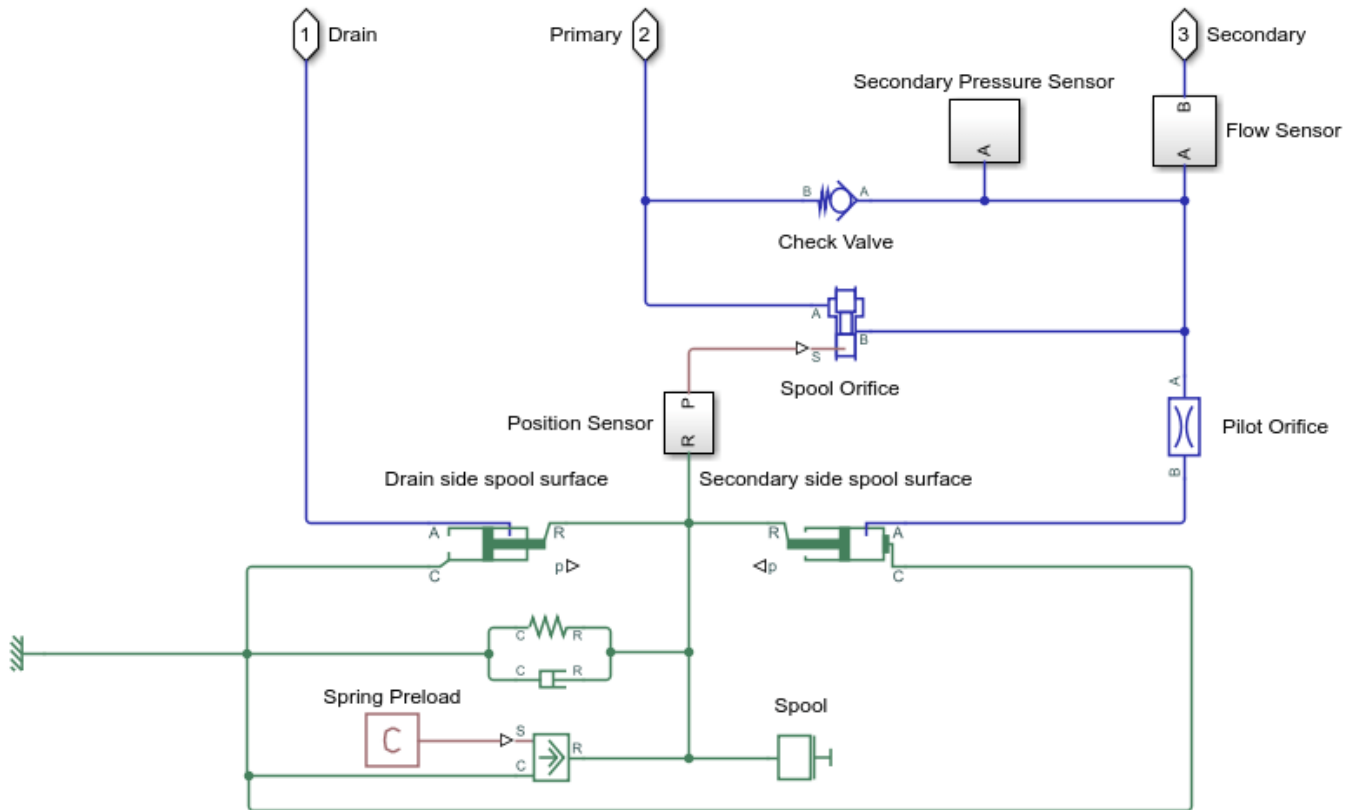 1 Drain
Primary 2
3 Secondary
Secondary Pressure Sensor
B
Flow Sensor
A
A
B A
Check Valve
A
B
S
Spool Orifice
A
P
Position Sensor
R
Pilot Orifice
B
Drain side spool surface
Secondary side spool surface
A R
R A
C p
p C
C R
C R
Spring Preload
Spool
C
S
R
C